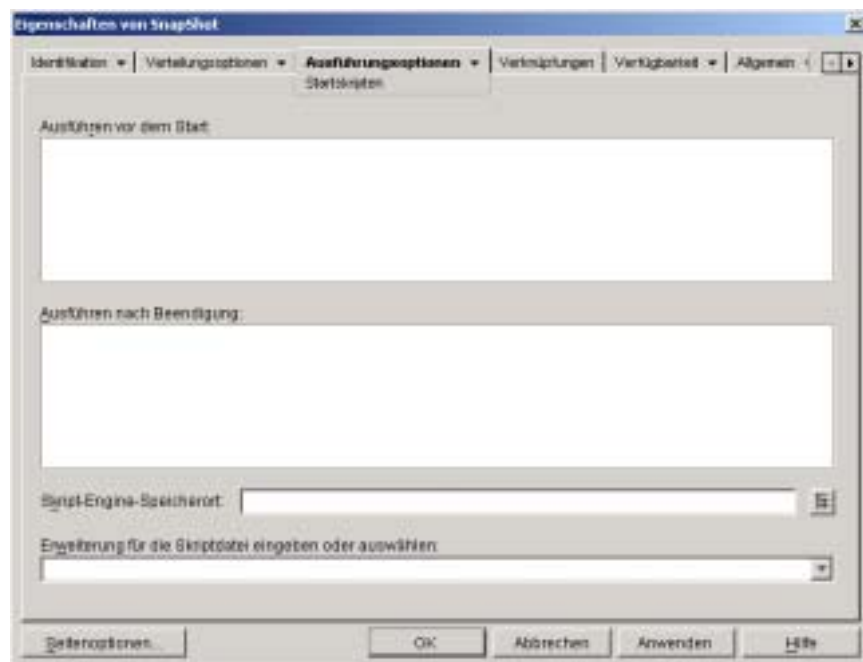 Eigenschaften von SnapShot
Identifikation Verteilungsoptionen Ausführungsoptionen Verknüpfungen Verfügbarkeit Allgemein
Startskripten
Ausführen vor dem Start:
Ausführen nach Beendigung:
Skript-Engine-Speicherort:
Erweiterung für die Skriptdatei eingeben oder auswählen:
Seitenoptionen... OK Abbrechen Anwenden Hilfe